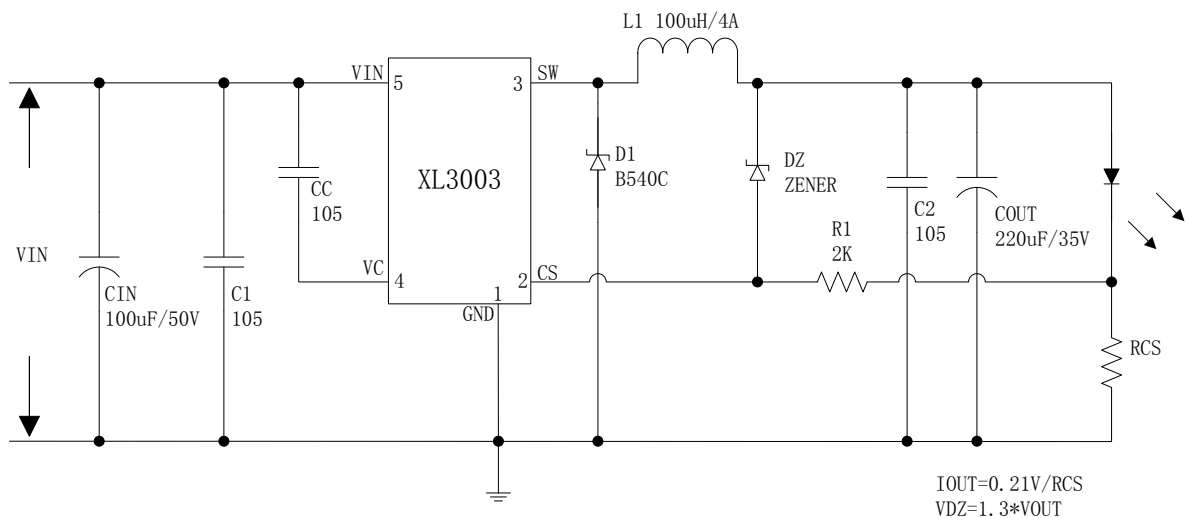 L1 100uH/4A
VIN
5
3
SW
XL3003
CC
105
D1
B540C
DZ
ZENER
R1
2K
C2
105
COUT
220uF/35V
VIN
CIN
100uF/50V
C1
105
VC
4
2
CS
1
GND
RCS
IOUT=0.21V/RCS
VDZ=1.3*VOUT